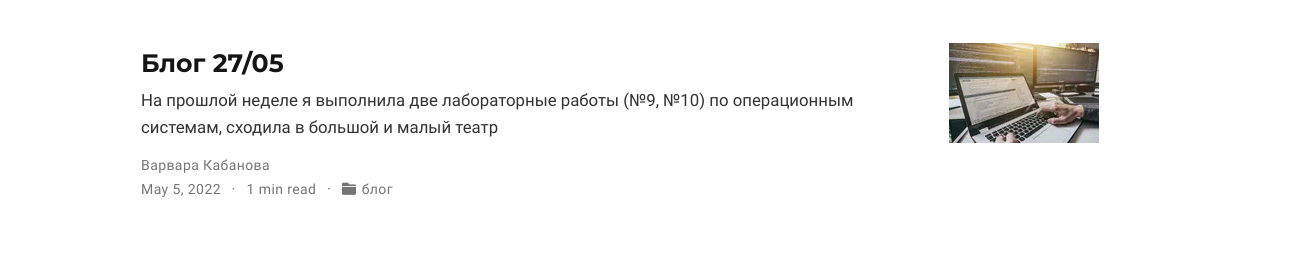 Блог 27/05
На прошлой неделе я выполнила две лабораторные работы (№9, №10) по операционным
системам, сходила в большой и малый театр
Варвара Кабанова
May 5, 2022 · 1 min read · блог